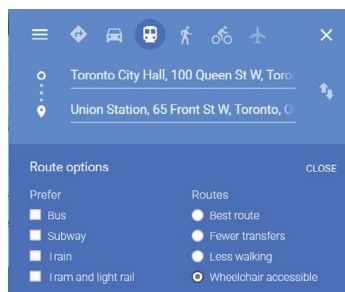 Toronto City Hall, 100 Queen St W, Toro
Union Station, 65 Front St W, Toronto, O
Route options
CLOSE
Prefer
Routes
Bus
Best route
Subway
Fewer transfers
Train
Less walking
Tram and light rail
Wheelchair accessible